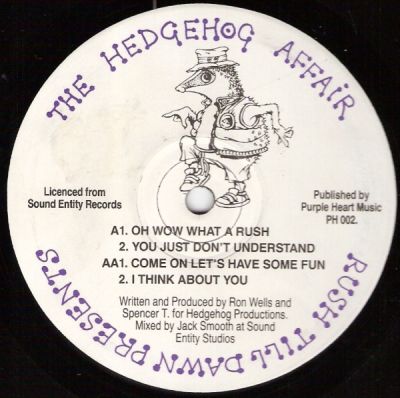 THE HEDGEHOG AFFAIR
Licenced from
Sound Entity Records
Published by
Purple Heart Music
PH 002.
A1. OH WOW WHAT A RUSH
2. YOU JUST DON'T UNDERSTAND
AA1. COME ON LET'S HAVE SOME FUN
2. I THINK ABOUT YOU
Written and Produced by Ron Wells and
Spencer T. for Hedgehog Productions.
Mixed by Jack Smooth at Sound
Entity Studios
RUSH TILL DAWN PRESENTS